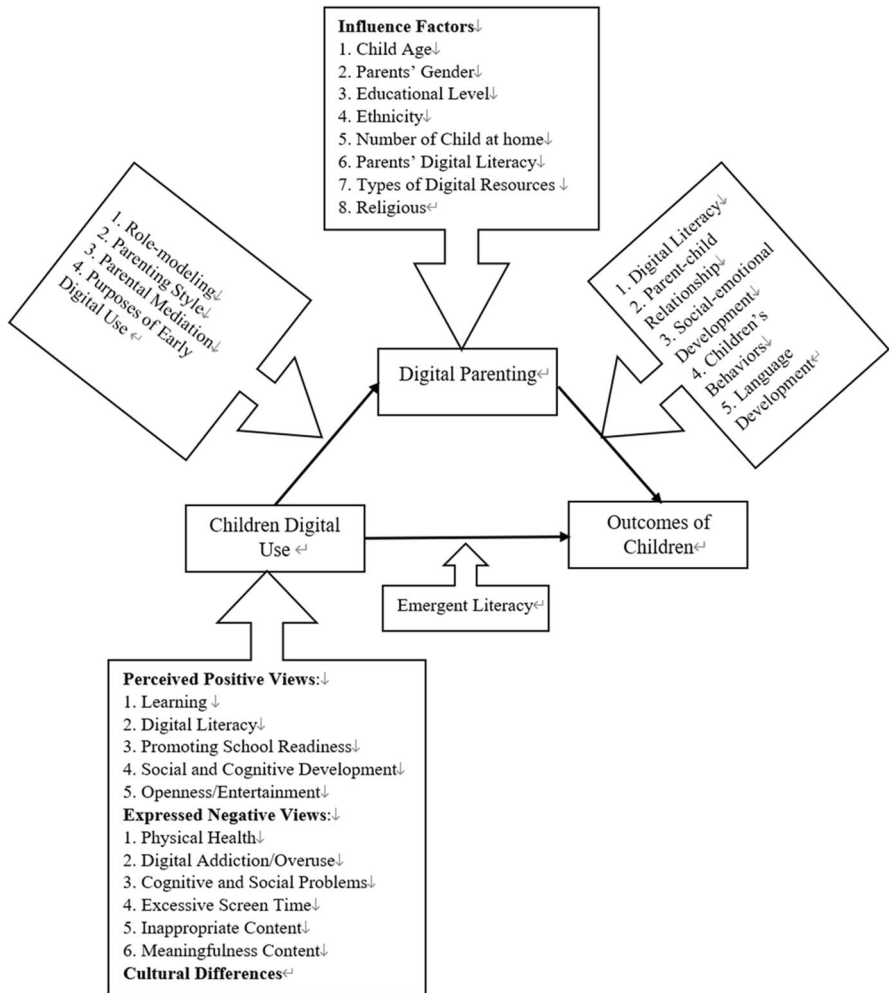 Influence Factors↓
1. Child Age↓
2. Parents’ Gender↓
3. Educational Level↓
4. Ethnicity↓
5. Number of Child at home↓
6. Parents’ Digital Literacy↓
7. Types of Digital Resources ↓
8. Religious↵
1. Role-modeling↓
2. Parenting Style↓
3. Parental Mediation↓
4. Purposes of Early
Digital Use ↵
1. Digital Literacy↓
2. Parent-child
Relationship↓
3. Social-emotional
Development↓
4. Children’s
Behaviors↓
5. Language
Development↵
Digital Parenting↵
Children Digital
Use ↵
Outcomes of
Children↵
Emergent Literacy↵
Perceived Positive Views:↓
1. Learning ↓
2. Digital Literacy↓
3. Promoting School Readiness↓
4. Social and Cognitive Development↓
5. Openness/Entertainment↓
Expressed Negative Views:↓
1. Physical Health↓
2. Digital Addiction/Overuse↓
3. Cognitive and Social Problems↓
4. Excessive Screen Time↓
5. Inappropriate Content↓
6. Meaningfulness Content↓
Cultural Differences↵